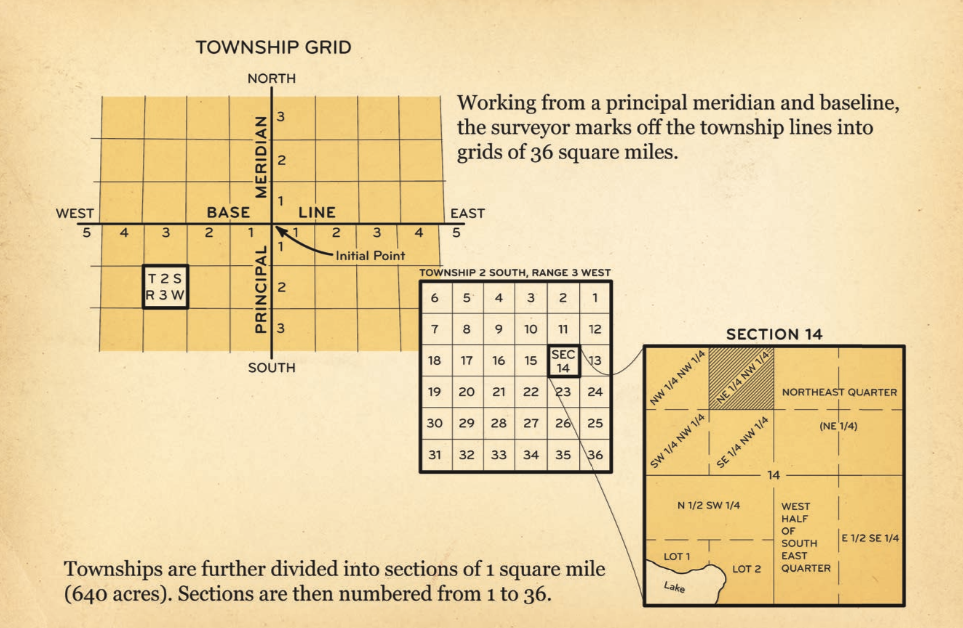 TOWNSHIP GRID
NORTH
Working from a principal meridian and baseline,
the surveyor marks off the township lines into
grids of 36 square miles.
3
MERIDIAN
2
1
WEST
BASE
LINE
EAST
5 4 3 2 1 1 2 3 4 5
1
Initial Point
PRINCIPAL
T 2 S
R 3 W
2
3
SOUTH
TOWNSHIP 2 SOUTH, RANGE 3 WEST
6 5 4 3 2 1
7 8 9 10 11 12
18 17 16 15 SEC 14 13
19 20 21 22 23 24
30 29 28 27 26 25
31 32 33 34 35 36
SECTION 14
NW 1/4 NW 1/4
NE 1/4 NW 1/4
NORTHEAST QUARTER
(NE 1/4)
SW 1/4 NW 1/4
SE 1/4 NW 1/4
14
N 1/2 SW 1/4
WEST
HALF
OF
SOUTH
EAST
QUARTER
E 1/2 SE 1/4
LOT 1
LOT 2
Lake
Townships are further divided into sections of 1 square mile
(640 acres). Sections are then numbered from 1 to 36.